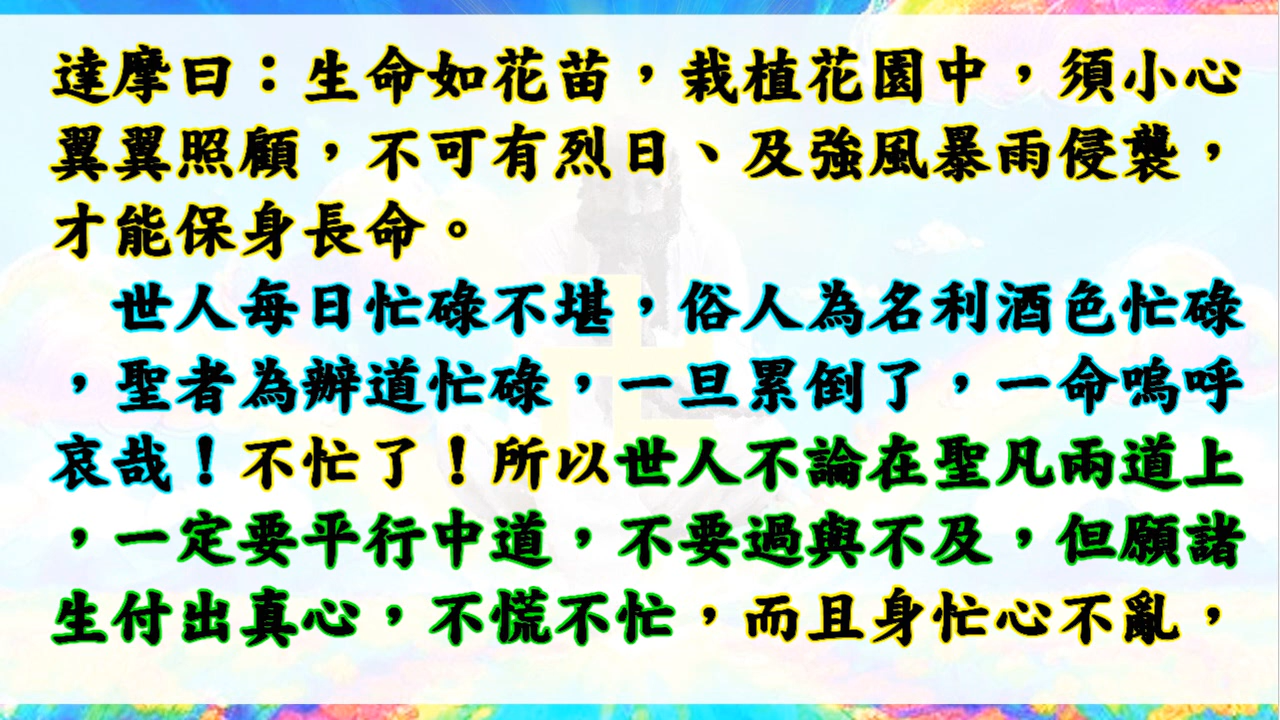 達摩曰：生命如花苗，栽植花園中，須小心
翼翼照顧，不可有烈日、及強風暴雨侵襲，
才能保身長命。
世人每日忙碌不堪，俗人為名利酒色忙碌
，聖者為辦道忙碌，一旦累倒了，一命嗚呼
哀哉！不忙了！所以世人不論在聖凡兩道上
，一定要平行中道，不要過與不及，但願諸
生付出真心，不慌不忙，而且身忙心不亂，